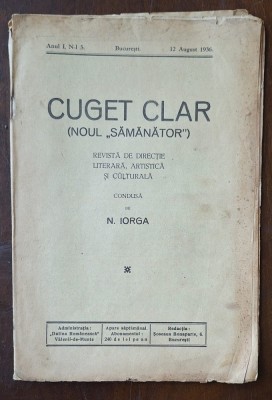 Anul I, N-l 5. București 12 August 1936.
CUGET CLAR
(NOUL „SĂMĂNĂTOR”)
REVISTĂ DE DIRECȚIE
LITERARĂ, ARTISTICĂ
ȘI CULTURALĂ
CONDUSĂ
DE
N. IORGA
Administrația: Apare săptămânal Redacția:
„Datina Românească” Abonamentul: Șoseaua Bonaparte, 6.
Vălenii-de-Munte 240 de lei pe an București